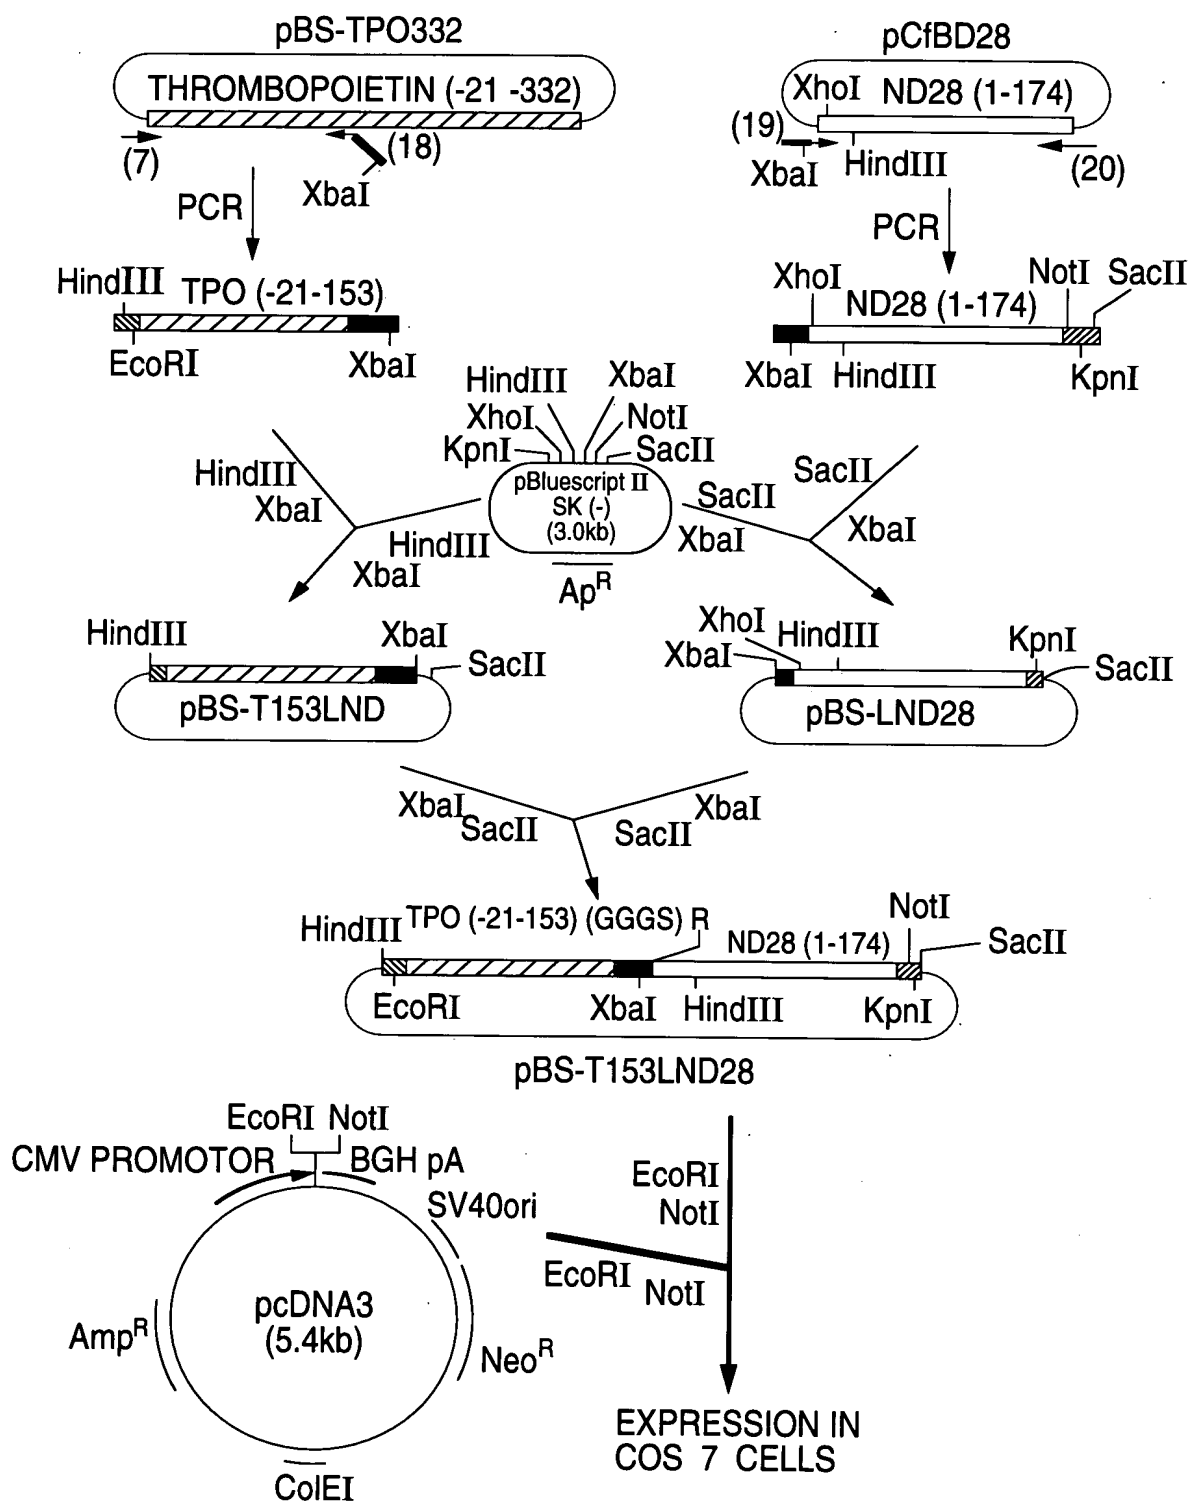 pBS-TPO332
THROMBOPOIETIN (-21 -332)
(7)
(18)
XbaI
PCR
pCfBD28
XhoI ND28 (1-174)
(19)
XbaI
HindIII
(20)
PCR
HindIII TPO (-21-153)
EcoRI
XbaI
XhoI
ND28 (1-174)
NotI
SacII
XbaI
HindIII
KpnI
HindIII
XbaI
XhoI
NotI
KpnI
SacII
pBluescript II
SK (-)
(3.0kb)
Ap^R
HindIII
XbaI
HindIII
XbaI
SacII
XbaI
SacII
XbaI
HindIII
XbaI
SacII
pBS-T153LND
XhoI
HindIII
XbaI
KpnI
SacII
pBS-LND28
XbaI
SacII
XbaI
SacII
HindIII
TPO (-21-153) (GGGS) R
ND28 (1-174)
NotI
SacII
EcoRI
XbaI
HindIII
KpnI
pBS-T153LND28
EcoRI NotI
CMV PROMOTOR
BGH pA
SV40ori
pcDNA3
(5.4kb)
Amp^R
Neo^R
ColEI
EcoRI
NotI
EcoRI
NotI
EXPRESSION IN
COS 7 CELLS